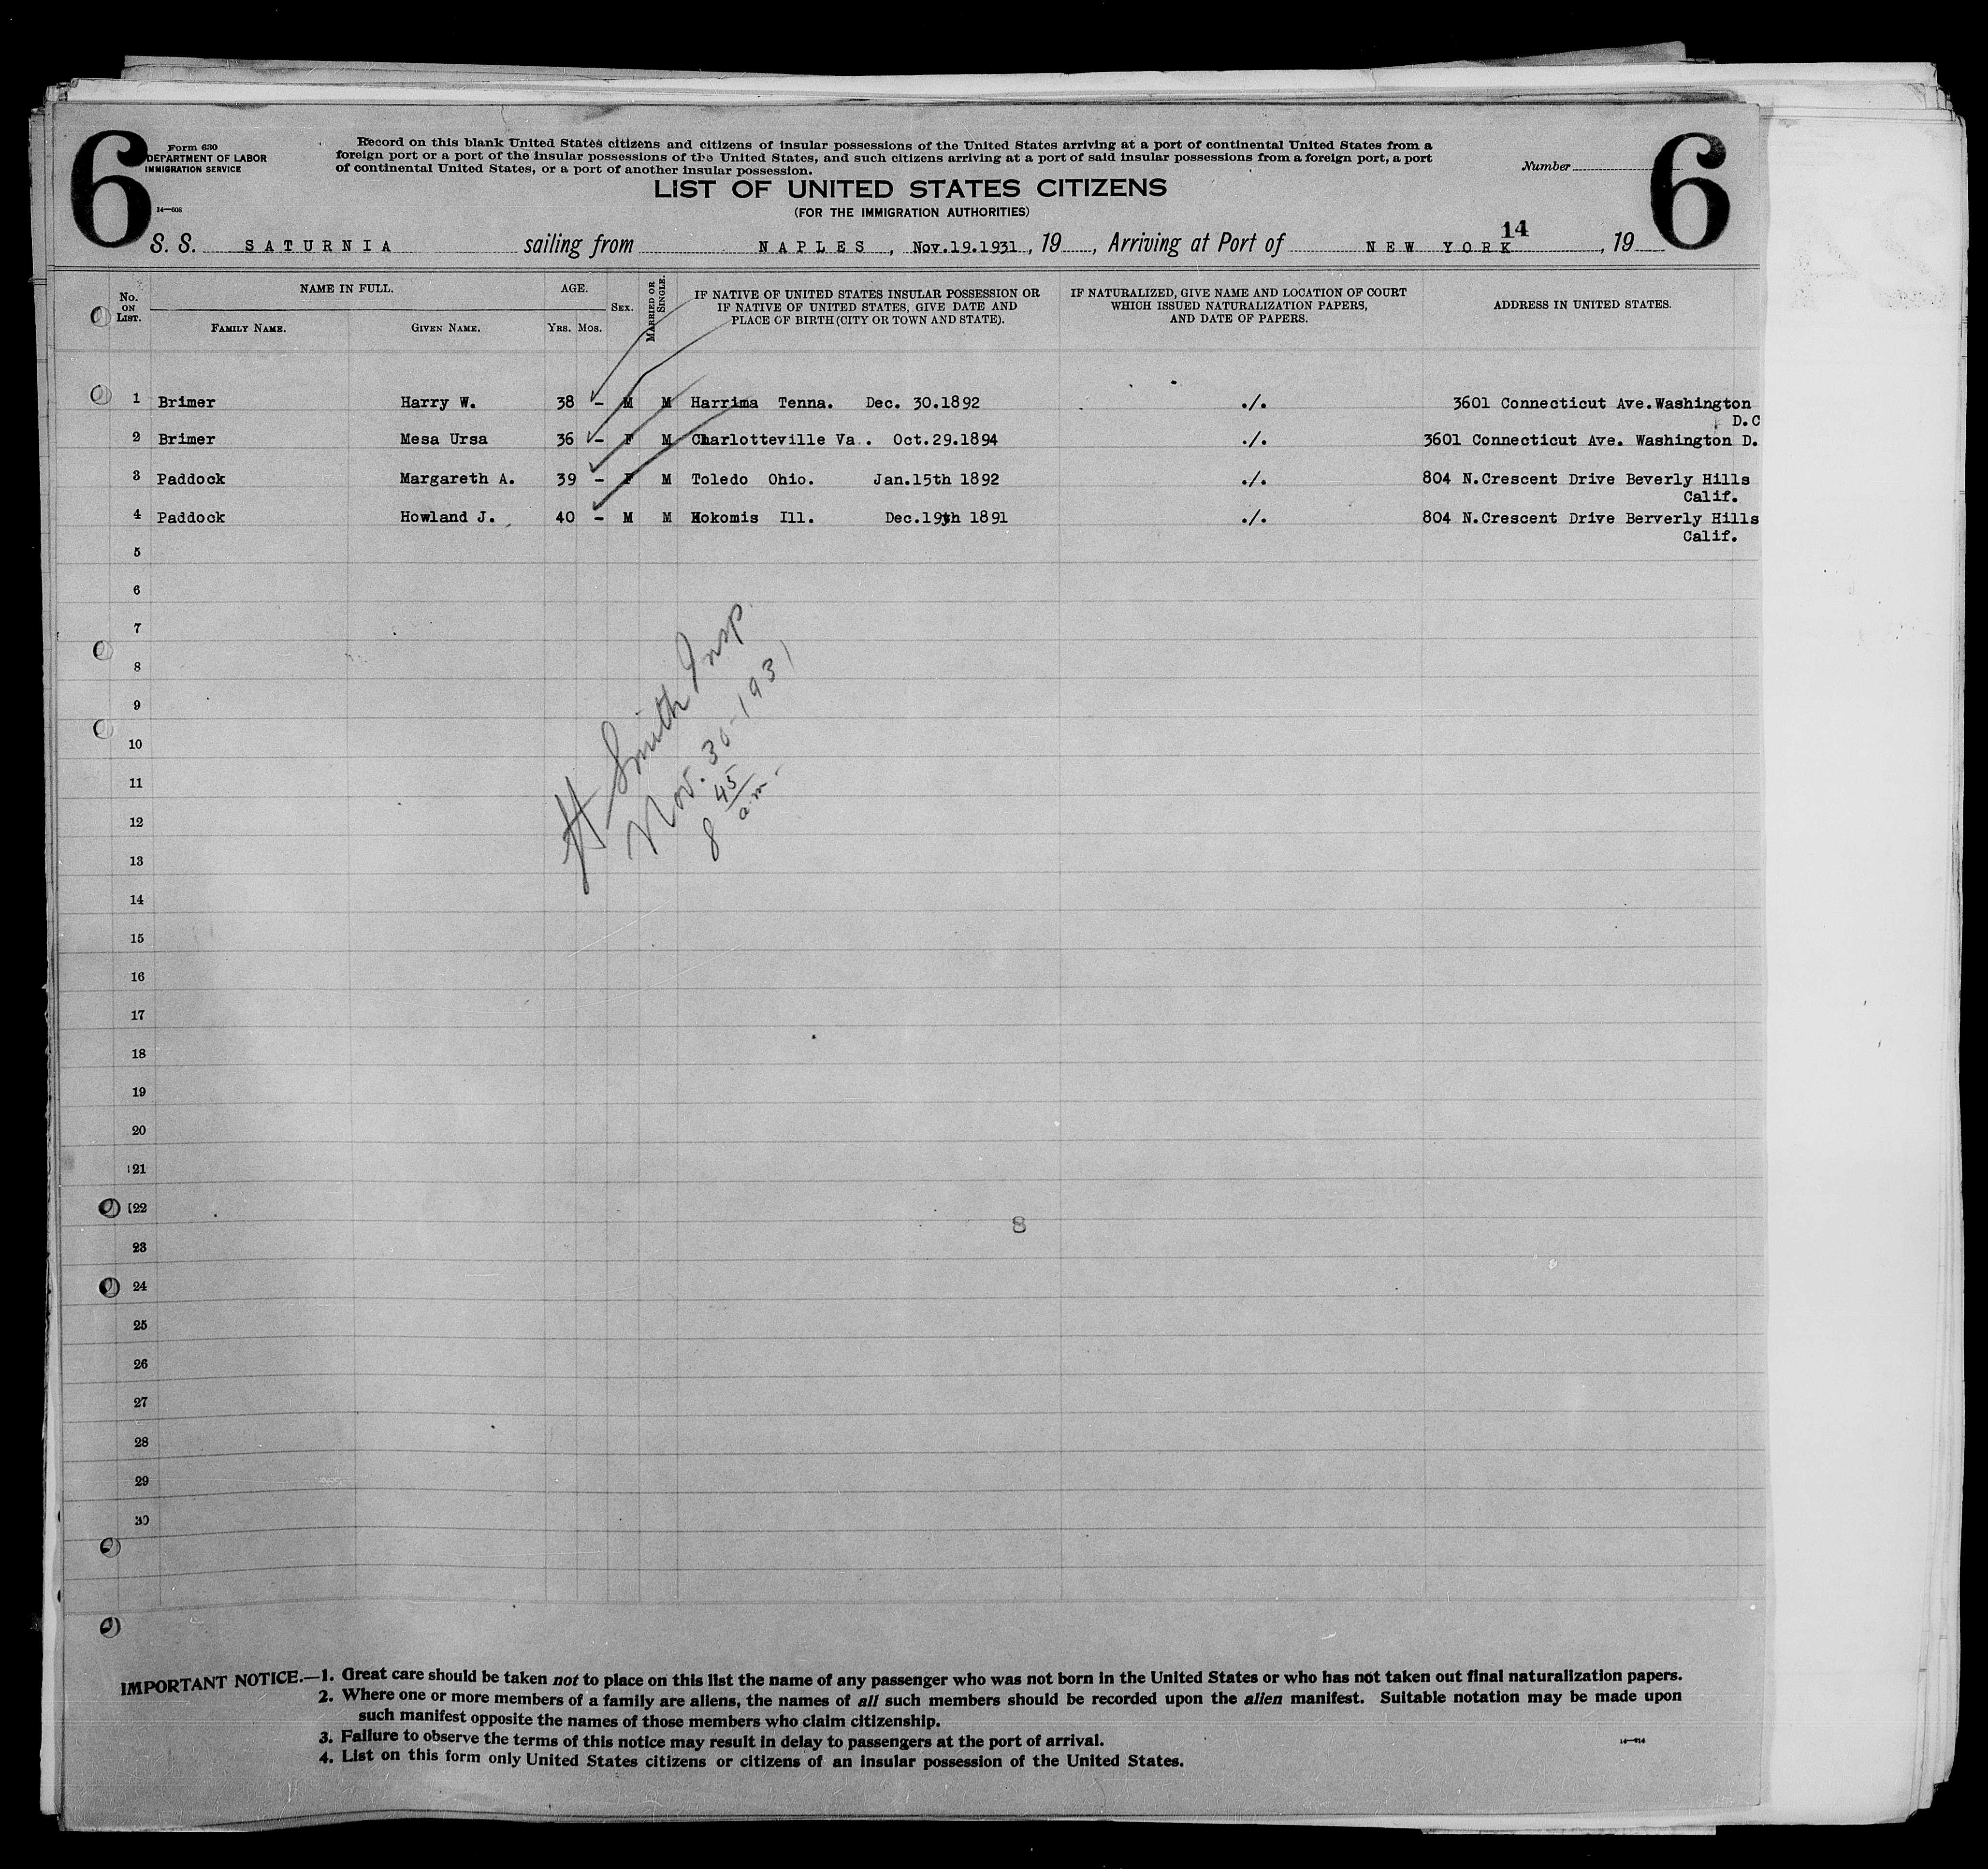 6
Form 630
DEPARTMENT OF LABOR
IMMIGRATION SERVICE
14—608
Record on this blank United States citizens and citizens of insular possessions of the United States arriving at a port of continental United States from a
foreign port or a port of the insular possessions of the United States, and such citizens arriving at a port of said insular possessions from a foreign port, a port
of continental United States, or a port of another insular possession.
Number
6
LIST OF UNITED STATES CITIZENS
(FOR THE IMMIGRATION AUTHORITIES)
14
S. S. SATURNIA sailing from NAPLES , Nov.19.1931 , 19 , Arriving at Port of NEW YORK , 19
No. ON LIST. NAME IN FULL. AGE. SEX. MARRIED OR SINGLE. IF NATIVE OF UNITED STATES INSULAR POSSESSION OR IF NATIVE OF UNITED STATES, GIVE DATE AND PLACE OF BIRTH (CITY OR TOWN AND STATE). IF NATURALIZED, GIVE NAME AND LOCATION OF COURT WHICH ISSUED NATURALIZATION PAPERS, AND DATE OF PAPERS. ADDRESS IN UNITED STATES.
FAMILY NAME. GIVEN NAME. YRS. MOS.
1 Brimer Harry W. 38 - M M Harrima Tenna. Dec. 30.1892 ./. 3601 Connecticut Ave.Washington
D.C
2 Brimer Mesa Ursa 36 - F M Charlotteville Va. Oct.29.1894 ./. 3601 Connecticut Ave. Washington D.
3 Paddock Margareth A. 39 - F M Toledo Ohio. Jan.15th 1892 ./. 804 N.Crescent Drive Beverly Hills
Calif.
4 Paddock Howland J. 40 - M M Nokomis Ill. Dec.19th 1891 ./. 804 N.Crescent Drive Berverly Hills
Calif.
5
6
7
8
9
10
11
12
13
14
15
16
17
18
19
20
21
22
23
24
25
26
27
28
29
30
H Smith Insp
Nov. 30-1931
8 45 a.m.
8
IMPORTANT NOTICE.—1. Great care should be taken not to place on this list the name of any passenger who was not born in the United States or who has not taken out final naturalization papers.
2. Where one or more members of a family are aliens, the names of all such members should be recorded upon the alien manifest. Suitable notation may be made upon
such manifest opposite the names of those members who claim citizenship.
3. Failure to observe the terms of this notice may result in delay to passengers at the port of arrival.
4. List on this form only United States citizens or citizens of an insular possession of the United States.